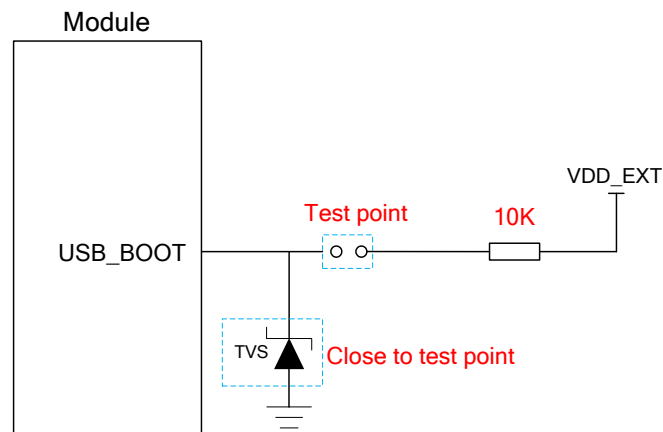 Module
VDD_EXT
Test point
10K
USB_BOOT
TVS
Close to test point